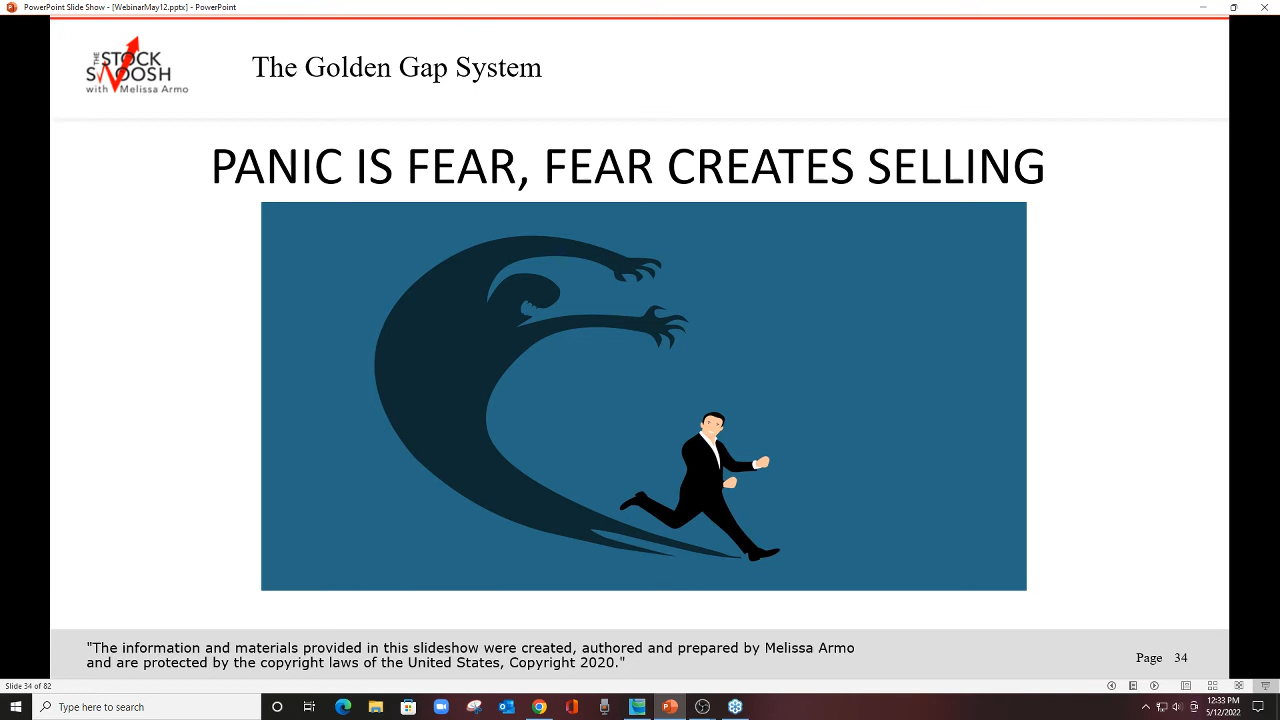 PowerPoint Slide Show - [WebinarMay12.pptx] - PowerPoint
THE STOCK
SWOOSH
with Melissa Armo
The Golden Gap System
PANIC IS FEAR, FEAR CREATES SELLING
"The information and materials provided in this slideshow were created, authored and prepared by Melissa Armo
and are protected by the copyright laws of the United States, Copyright 2020."
Page 34
Slide 34 of 82
Type here to search
12:33 PM
5/12/2022